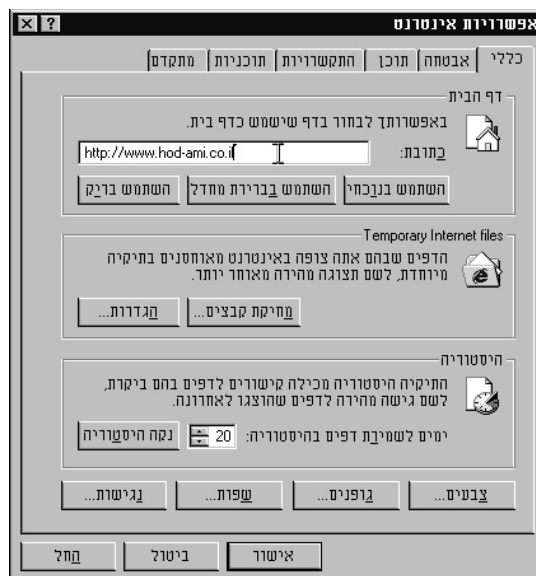 אפשרויות אינטרנט
כללי אבטחה תוכן התקשרויות תוכניות מתקדם
דף הבית
באפשרותך לבחור בדף שישמש כדף בית.
כתובת: http://www.hod-ami.co.il
השתמש בנוכחי השתמש בברירת מחדל השתמש בריק
Temporary Internet files
הדפים שבהם אתה צופה באינטרנט מאוחסנים בתיקיה
מיוחדת, לשם תצוגה מהירה מאוחר יותר.
מחיקת קבצים... הגדרות...
היסטוריה
התיקיה היסטוריה מכילה קישורים לדפים בהם ביקרת,
לשם גישה מהירה לדפים שהוצגו לאחרונה.
ימים לשמירת דפים בהיסטוריה: 20 נקה היסטוריה
צבעים... גופנים... שפות... נגישות...
אישור ביטול החל